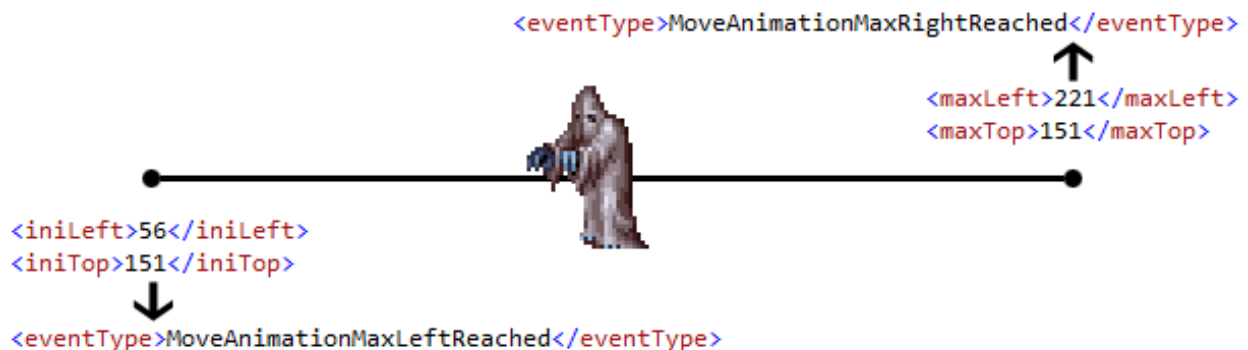 <eventType>MoveAnimationMaxRightReached</eventType>
<maxLeft>221</maxLeft>
<maxTop>151</maxTop>
<iniLeft>56</iniLeft>
<iniTop>151</iniTop>
<eventType>MoveAnimationMaxLeftReached</eventType>